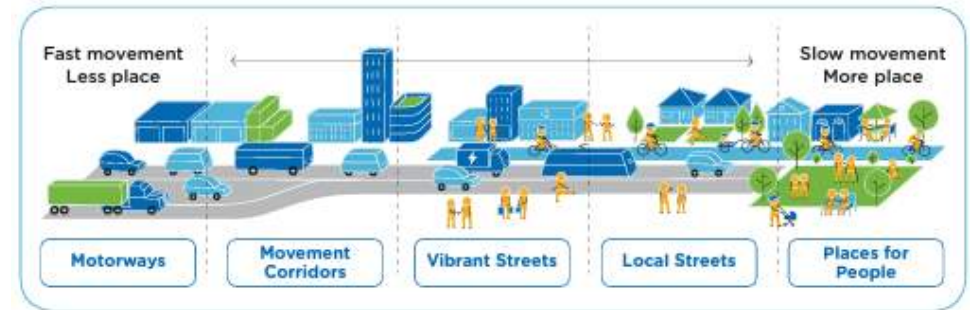 Fast movement
Less place
Slow movement
More place
Motorways
Movement
Corridors
Vibrant Streets
Local Streets
Places for
People